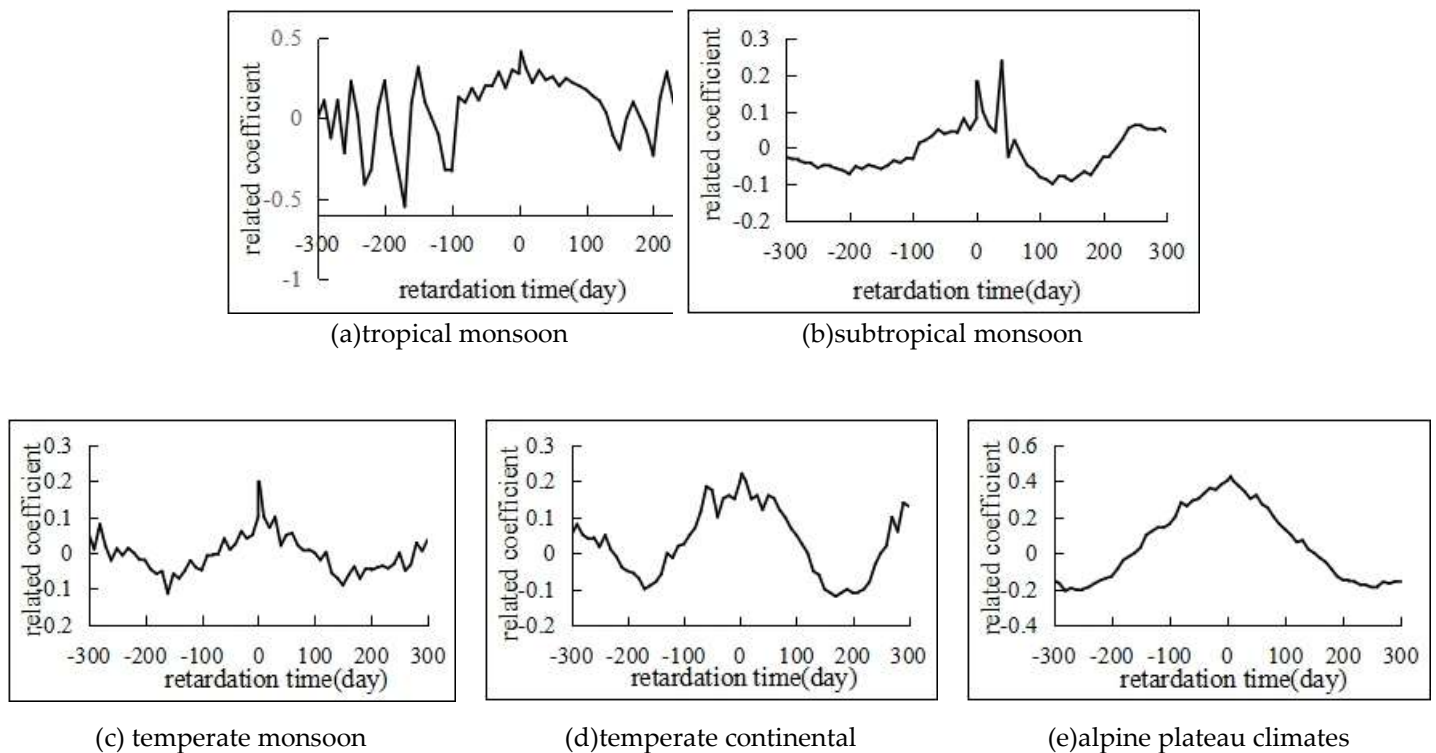 0.5
0
-0.5
-1
-300 -200 -100 0 100 200
related coefficient
retardation time(day)
(a)tropical monsoon
0.3
0.2
0.1
0
-0.1
-0.2
-300 -200 -100 0 100 200 300
related coefficient
retardation time(day)
(b)subtropical monsoon
0.3
0.2
0.1
0
-0.1
-0.2
-300 -200 -100 0 100 200 300
related coefficient
retardation time(day)
(c) temperate monsoon
0.3
0.2
0.1
0
-0.1
-0.2
-300 -200 -100 0 100 200 300
related coefficient
retardation time(day)
(d)temperate continental
0.6
0.4
0.2
0
-0.2
-0.4
-300 -200 -100 0 100 200 300
related coefficient
retardation time(day)
(e)alpine plateau climates